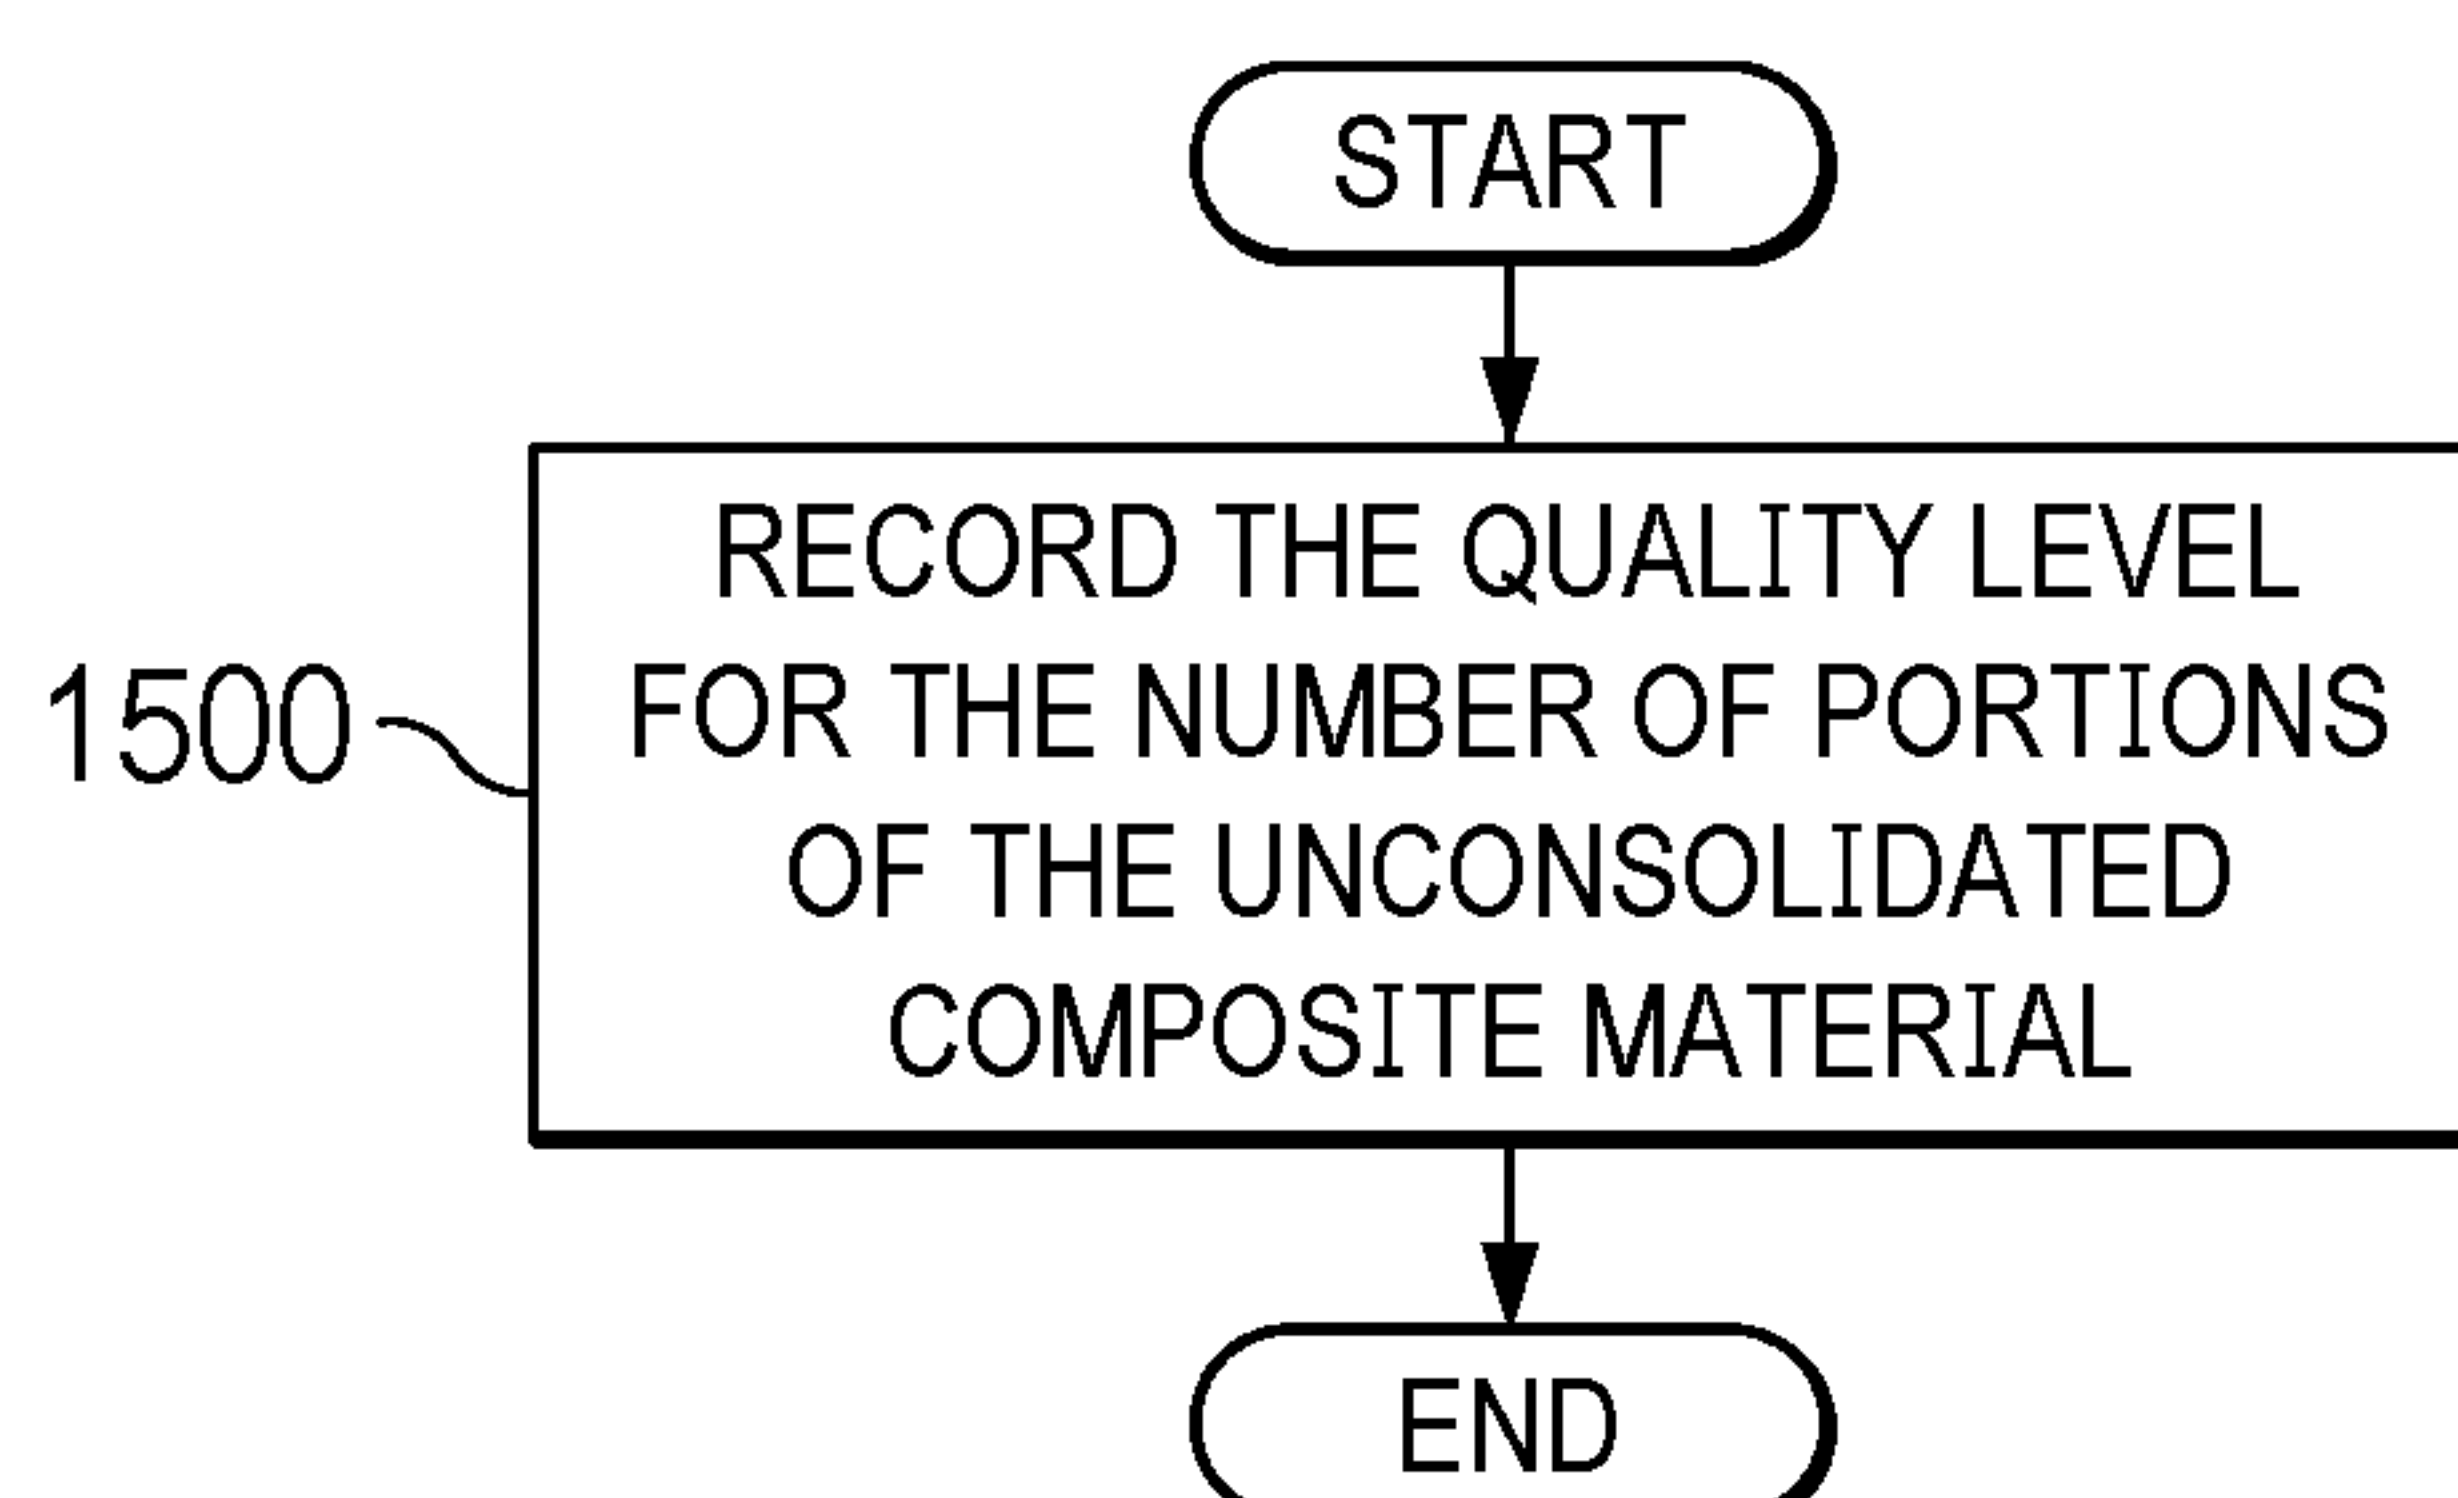 START
RECORD THE QUALITY LEVEL
FOR THE NUMBER OF PORTIONS
OF THE UNCONSOLIDATED
COMPOSITE MATERIAL
1500
END